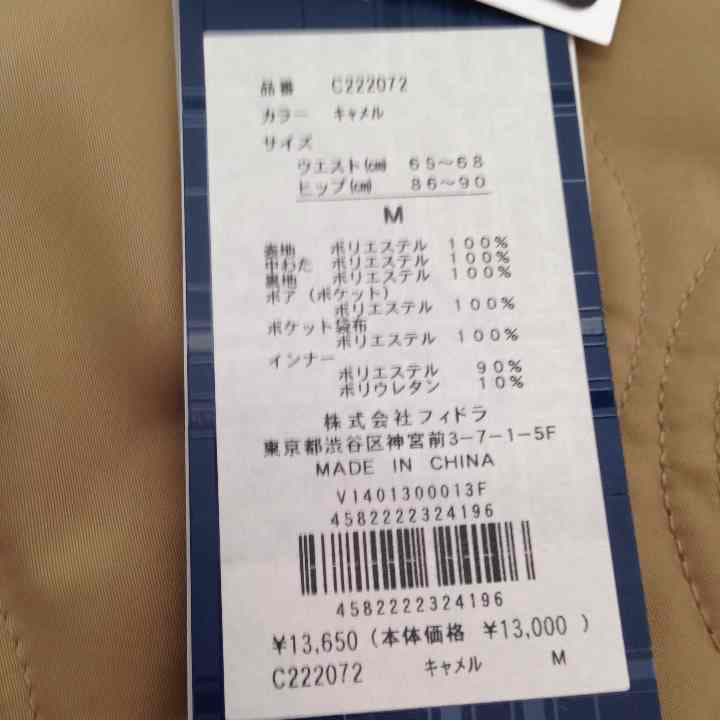 品番 C222072
カラー キャメル
サイズ
ウエスト(cm) 65～68
ヒップ(cm) 86～90
M
表地 ポリエステル 100%
中わた ポリエステル 100%
裏地 ポリエステル 100%
ボア(ポケット)
ポリエステル 100%
ポケット袋布
ポリエステル 100%
インナー
ポリエステル 90%
ポリウレタン 10%
株式会社フィドラ
東京都渋谷区神宮前3-7-1-5F
MADE IN CHINA
V1401300013F
4582222324196
4582222324196
¥13,650(本体価格 ¥13,000 )
C222072 キャメル M